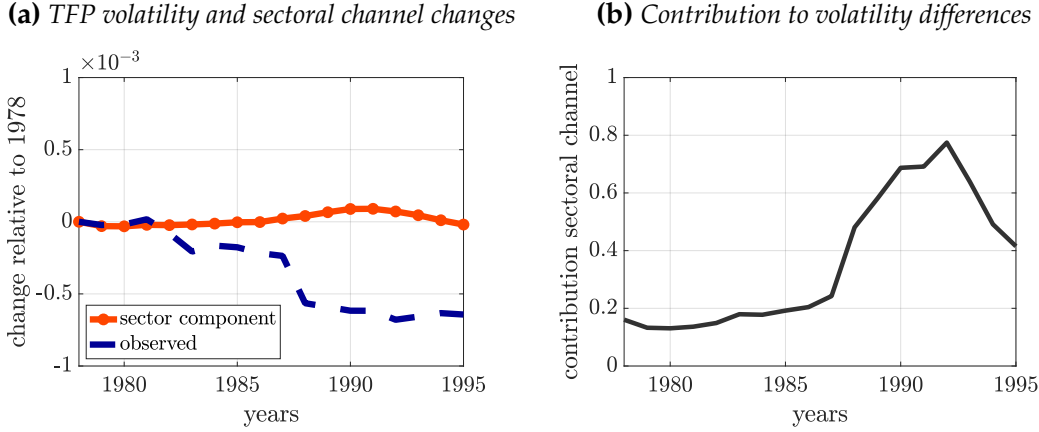 (a) TFP volatility and sectoral channel changes
×10⁻³
change relative to 1978
1
0.5
0
-0.5
-1
sector component
observed
1980 1985 1990 1995
years
(b) Contribution to volatility differences
contribution sectoral channel
1
0.8
0.6
0.4
0.2
0
1980 1985 1990 1995
years